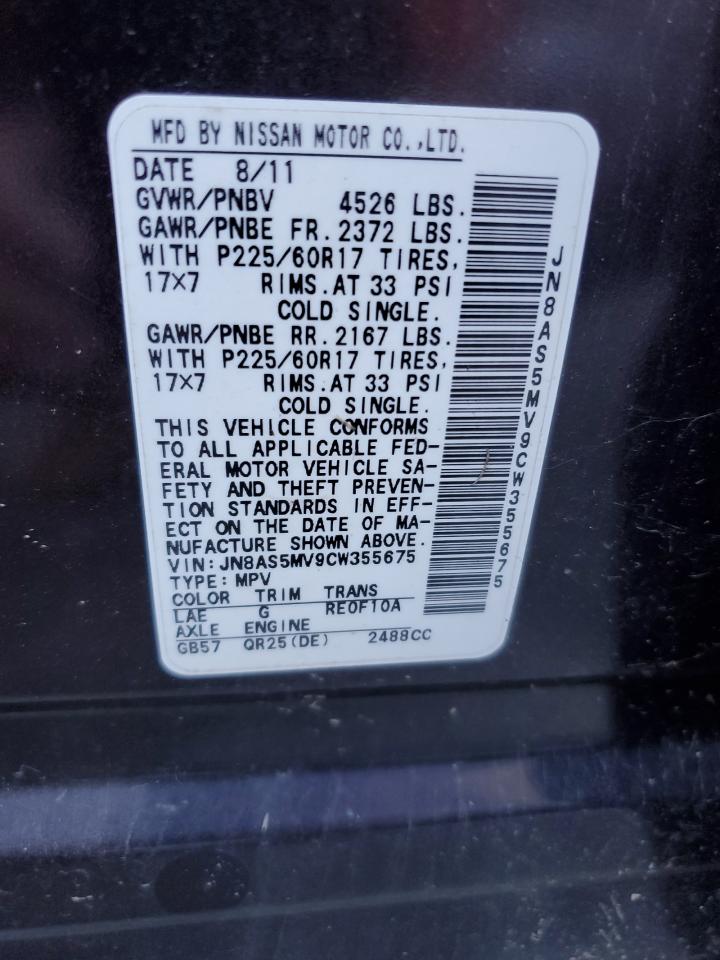 MFD BY NISSAN MOTOR CO.,LTD.
DATE 8/11
GVWR/PNBV 4526 LBS.
GAWR/PNBE FR.2372 LBS.
WITH P225/60R17 TIRES,
17×7 RIMS.AT 33 PSI
COLD SINGLE.
GAWR/PNBE RR.2167 LBS.
WITH P225/60R17 TIRES,
17×7 RIMS.AT 33 PSI
COLD SINGLE.
THIS VEHICLE CONFORMS
TO ALL APPLICABLE FED-
ERAL MOTOR VEHICLE SA-
FETY AND THEFT PREVEN-
TION STANDARDS IN EFF-
ECT ON THE DATE OF MA-
NUFACTURE SHOWN ABOVE.
VIN:JN8AS5MV9CW355675
TYPE:MPV
COLOR TRIM TRANS
LAE G RE0F10A
AXLE ENGINE
GB57 QR25(DE) 2488CC
JN8AS5MV9CW355675